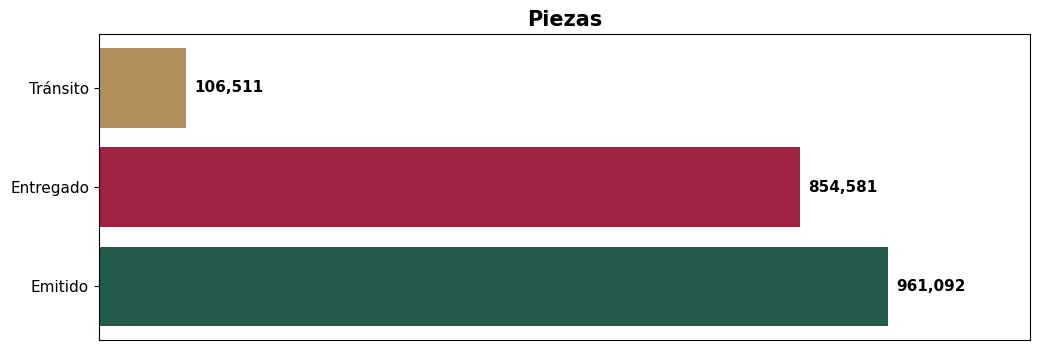 Piezas
Tránsito 106,511
Entregado 854,581
Emitido 961,092